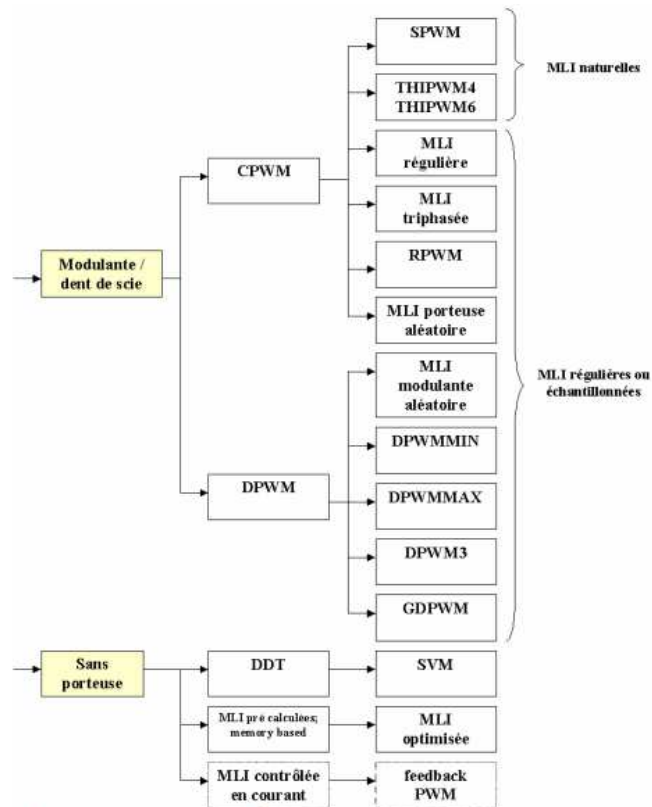 SPWM
THIPWM4
THIPWM6
MLI naturelles
MLI
régulière
CPWM
MLI
triphasée
Modulante /
dent de scie
RPWM
MLI porteuse
aléatoire
MLI
modulante
aléatoire
MLI régulières ou
échantillonnées
DPWMMIN
DPWM
DPWMMAX
DPWM3
GDPWM
Sans
porteuse
DDT
SVM
MLI pré calculées;
memory based
MLI
optimisée
MLI contrôlée
en courant
feedback
PWM